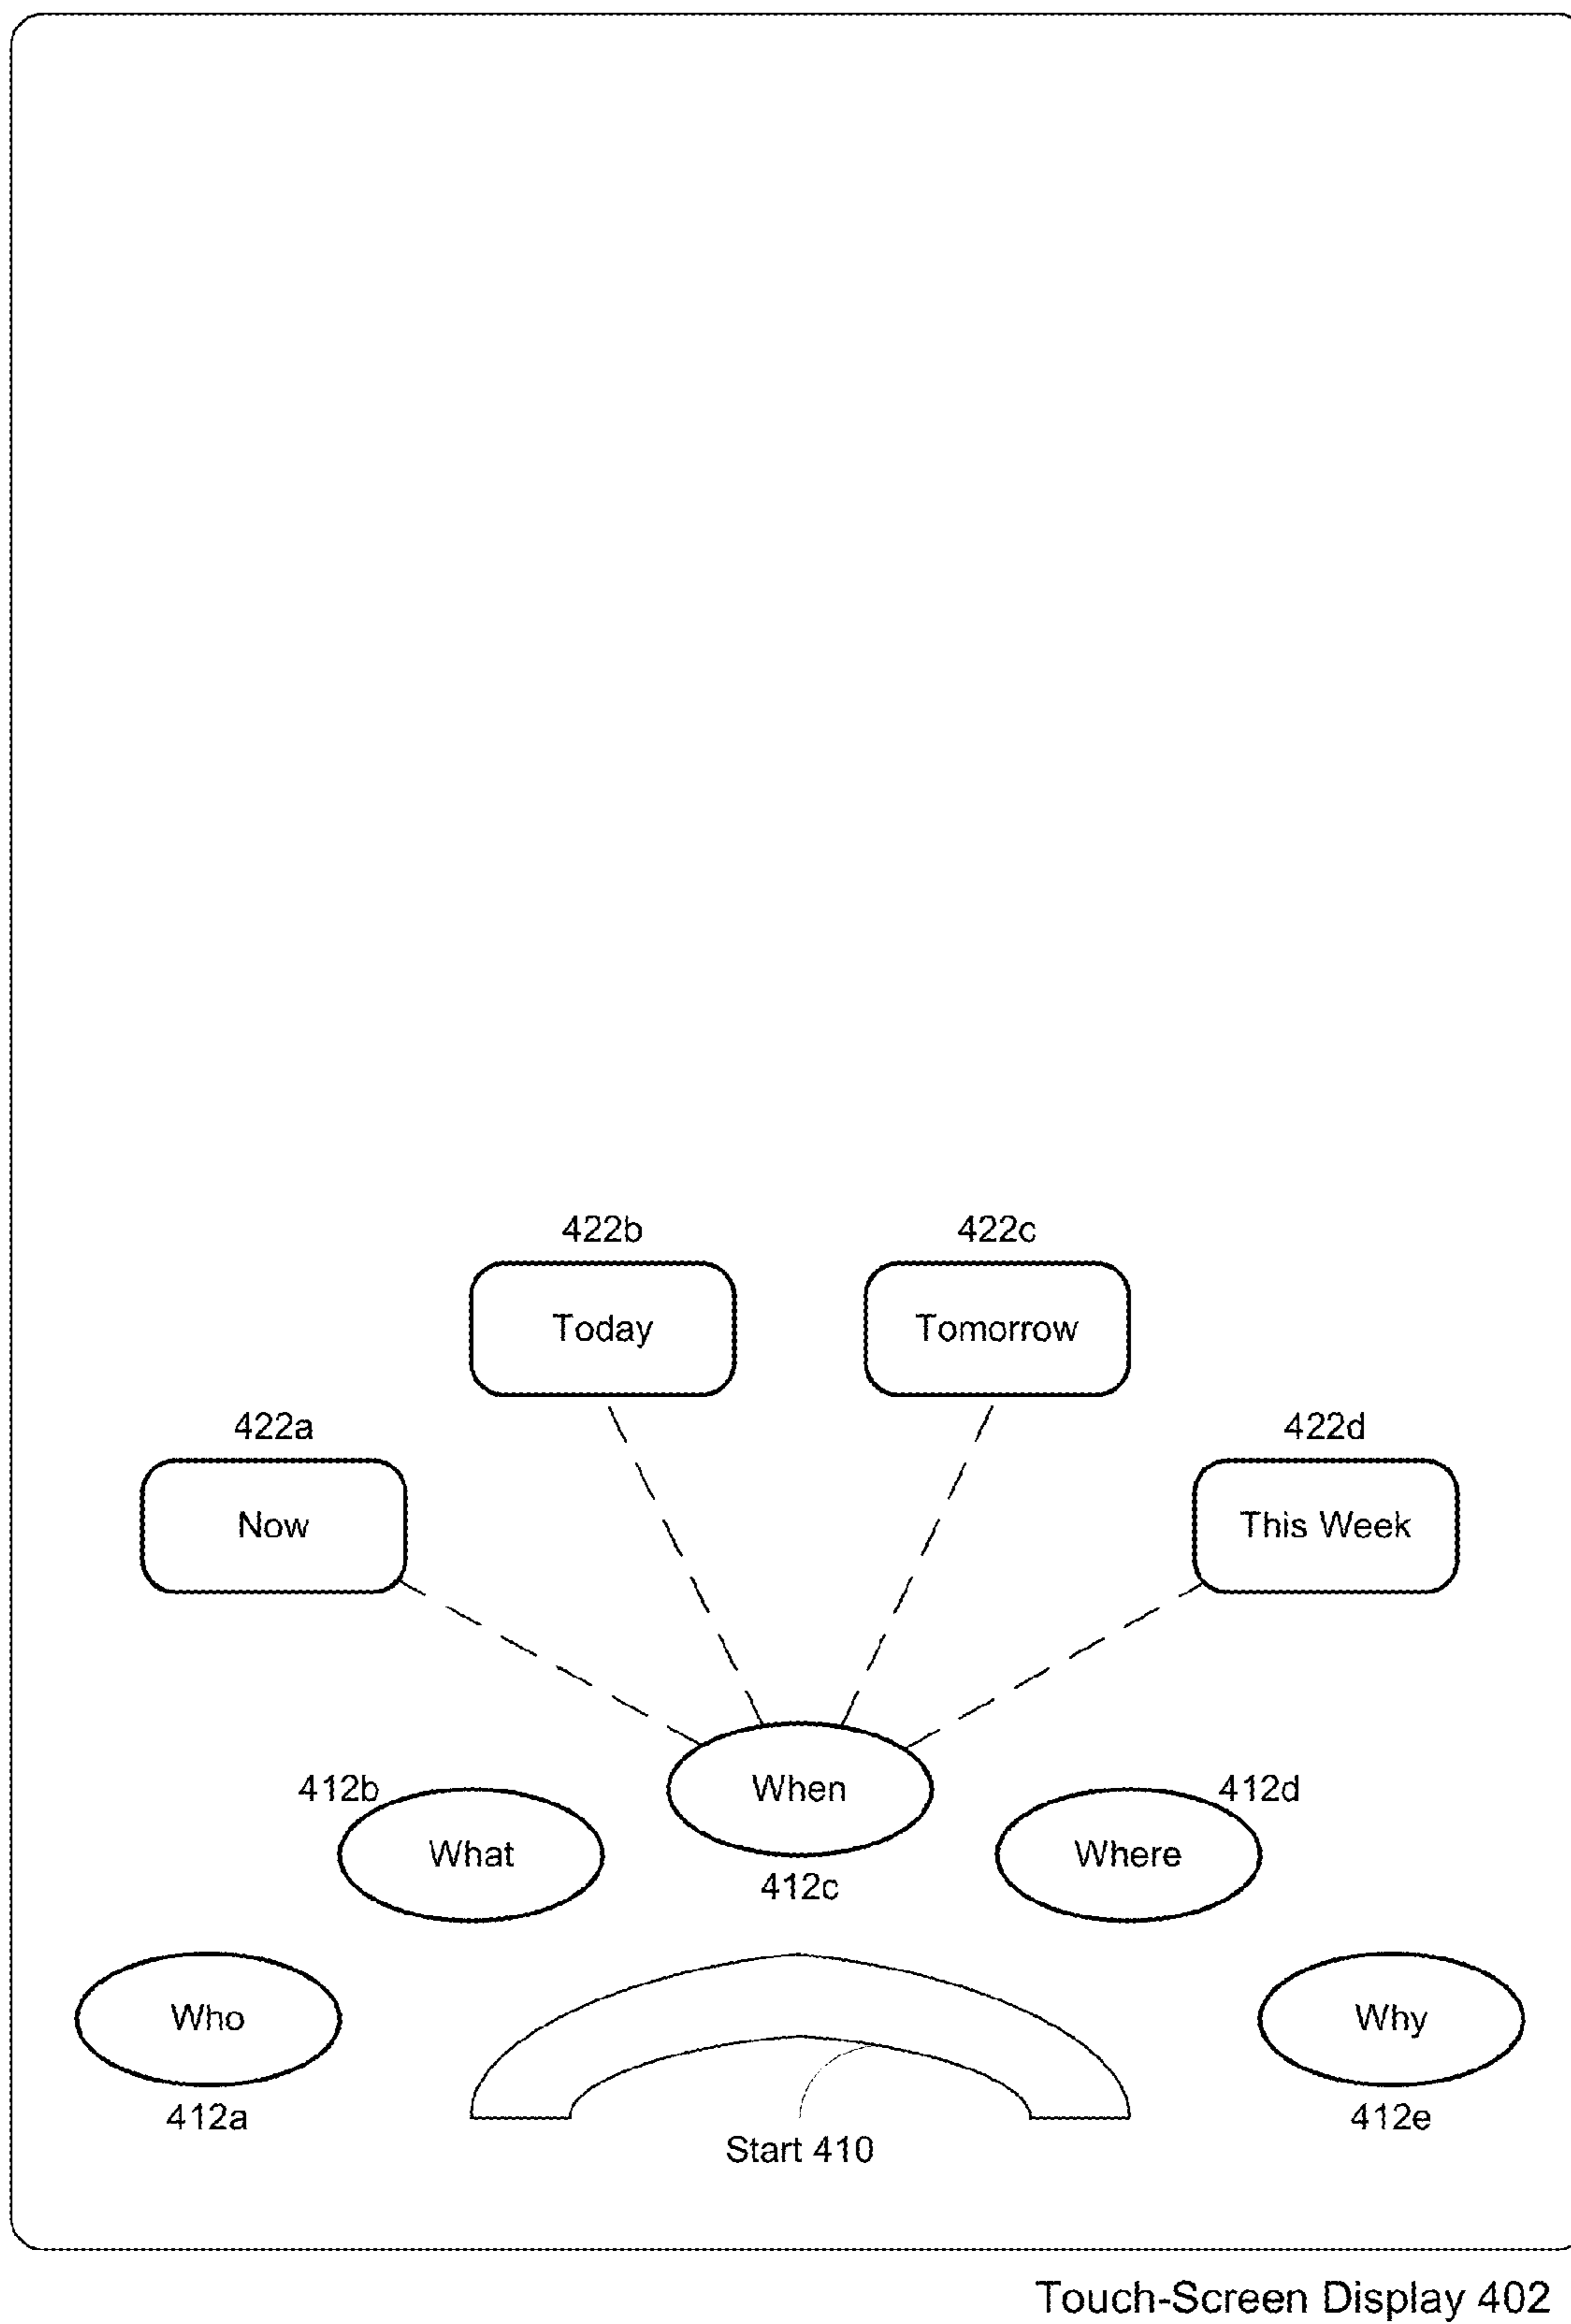 422b
422c
Today
Tomorrow
422a
422d
Now
This Week
When
412b
412d
What
Where
412c
Who
Why
412a
412e
Start 410
Touch-Screen Display 402